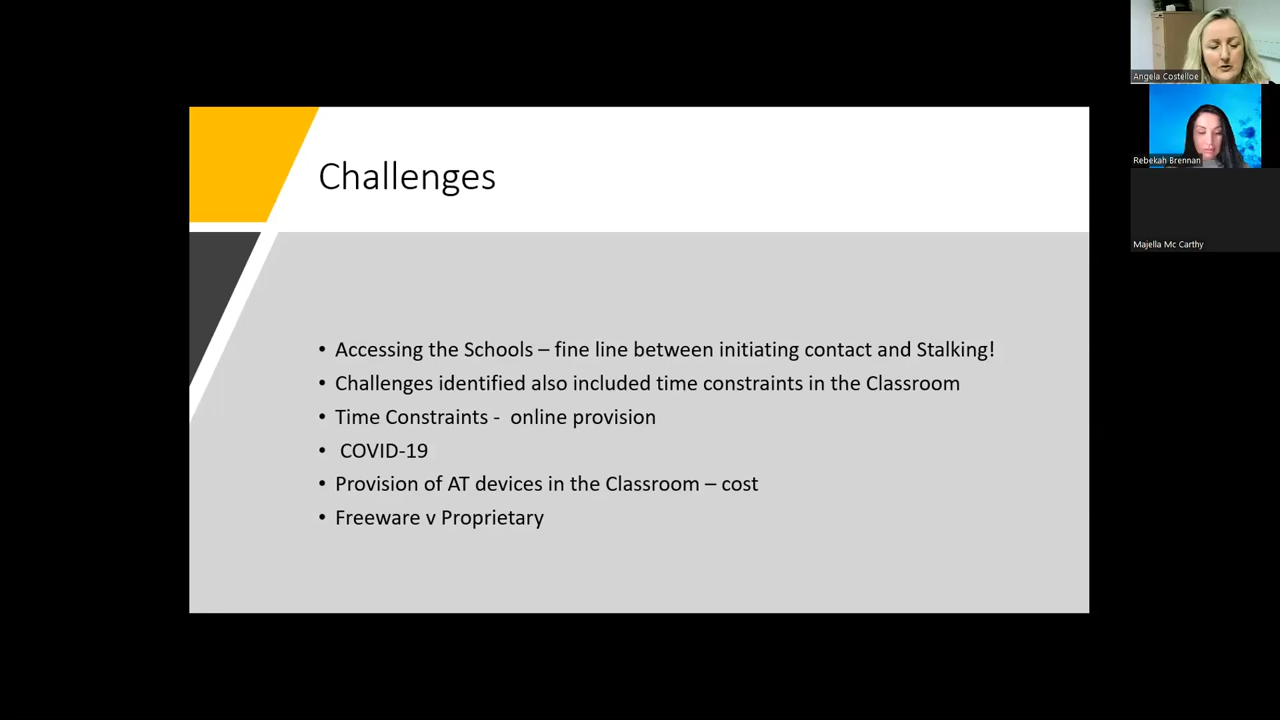 Challenges
• Accessing the Schools – fine line between initiating contact and Stalking!
• Challenges identified also included time constraints in the Classroom
• Time Constraints -  online provision
•  COVID-19
• Provision of AT devices in the Classroom – cost
• Freeware v Proprietary
Angela Costelloe
Rebekah Brennan
Majella Mc Carthy